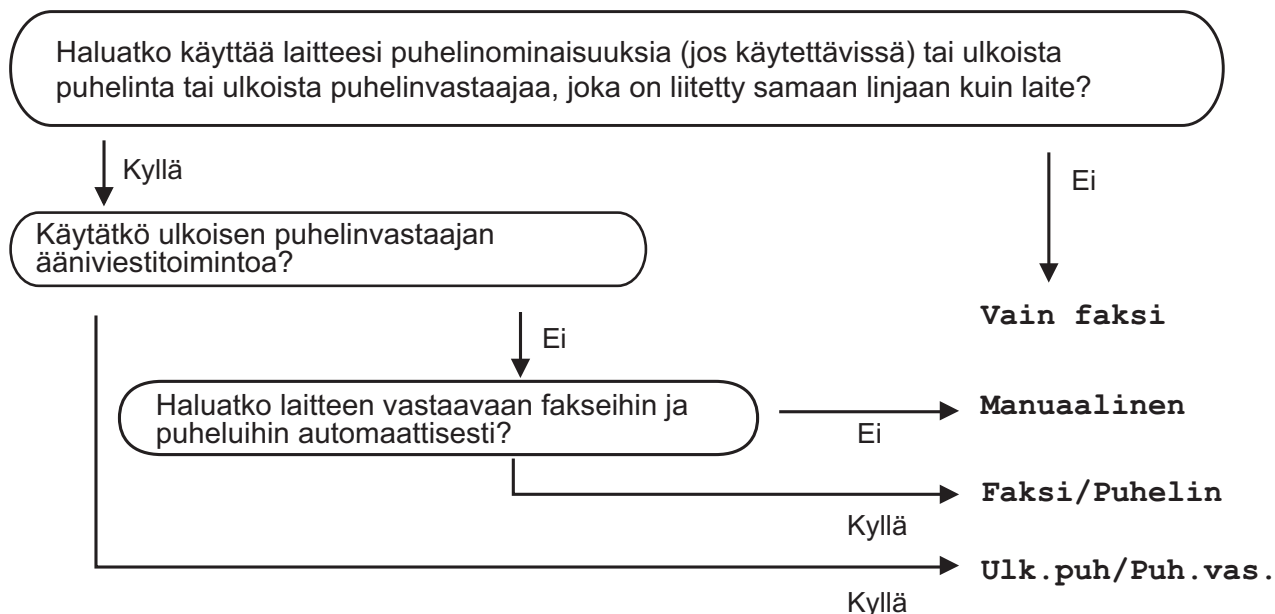 Haluatko käyttää laitteesi puhelinominaisuuksia (jos käytettävissä) tai ulkoista
puhelinta tai ulkoista puhelinvastaajaa, joka on liitetty samaan linjaan kuin laite?
Kyllä
Ei
Käytätkö ulkoisen puhelinvastaajan
ääniviestitoimintoa?
Vain faksi
Ei
Haluatko laitteen vastaavaan fakseihin ja
puheluihin automaattisesti?
Ei
Manuaalinen
Kyllä
Faksi/Puhelin
Kyllä
Ulk.puh/Puh.vas.